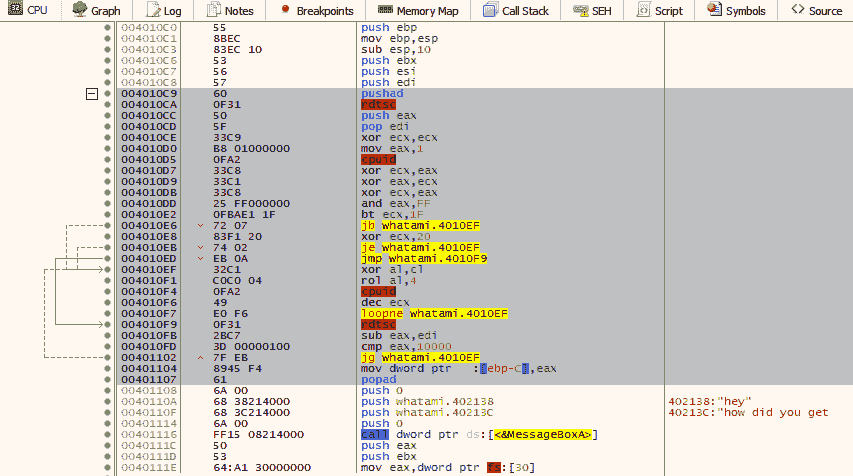 CPU Graph Log Notes Breakpoints Memory Map Call Stack SEH Script Symbols Source
004010C0 55 push ebp
004010C1 8BEC mov ebp,esp
004010C3 83EC 10 sub esp,10
004010C6 53 push ebx
004010C7 56 push esi
004010C8 57 push edi
004010C9 60 pushad
004010CA 0F31 rdtsc
004010CC 50 push eax
004010CD 5F pop edi
004010CE 33C9 xor ecx,ecx
004010D0 B8 01000000 mov eax,1
004010D5 0FA2 cpuid
004010D7 33C8 xor ecx,eax
004010D9 33C1 xor eax,ecx
004010DB 33C8 xor ecx,eax
004010DD 25 FF000000 and eax,FF
004010E2 0FBAE1 1F bt ecx,1F
004010E6 72 07 jb whatami.4010EF
004010E8 83F1 20 xor ecx,20
004010EB 74 02 je whatami.4010EF
004010ED EB 0A jmp whatami.4010F9
004010EF 32C1 xor al,cl
004010F1 C0C0 04 rol al,4
004010F4 0FA2 cpuid
004010F6 49 dec ecx
004010F7 E0 F6 loopne whatami.4010EF
004010F9 0F31 rdtsc
004010FB 2BC7 sub eax,edi
004010FD 3D 00000100 cmp eax,10000
00401102 7F EB jg whatami.4010EF
00401104 8945 F4 mov dword ptr :[ebp-C],eax
00401107 61 popad
00401108 6A 00 push 0
0040110A 68 38214000 push whatami.402138 402138:"hey"
0040110F 68 3C214000 push whatami.40213C 40213C:"how did you get
00401114 6A 00 push 0
00401116 FF15 08214000 call dword ptr ds:[<&MessageBoxA>]
0040111C 50 push eax
0040111D 53 push ebx
0040111E 64:A1 30000000 mov eax,dword ptr fs:[30]